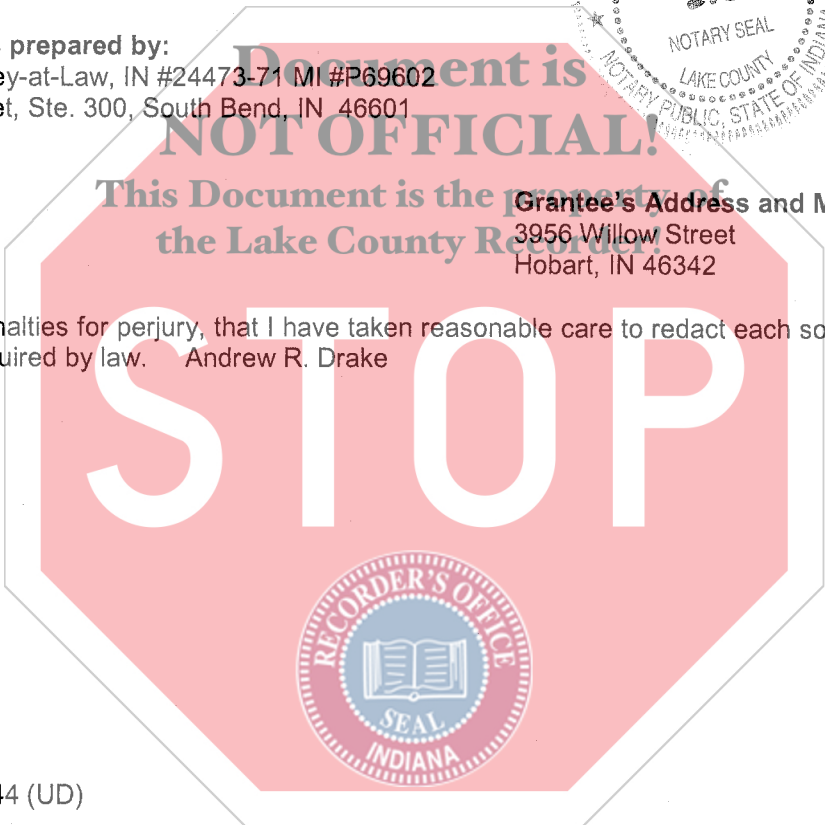 prepared by:
ey-at-Law, IN #24473-71 MI #P69602
et, Ste. 300, South Bend, IN 46601
Document is
NOT OFFICIAL!
This Document is the property of
the Lake County Recorder!
NOTARY SEAL
LAKE COUNTY
NOTARY PUBLIC, STATE OF INDIANA
Grantee's Address and M
3956 Willow Street
Hobart, IN 46342
nalties for perjury, that I have taken reasonable care to redact each so
uired by law. Andrew R. Drake
STOP
RECORDER'S OFFICE
SEAL
INDIANA
44 (UD)